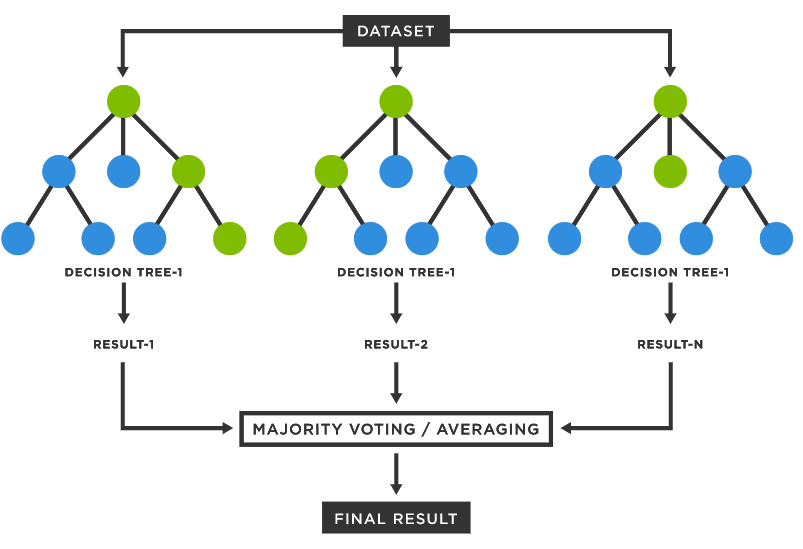 DATASET
DECISION TREE-1
DECISION TREE-1
DECISION TREE-1
RESULT-1
RESULT-2
RESULT-N
MAJORITY VOTING / AVERAGING
FINAL RESULT